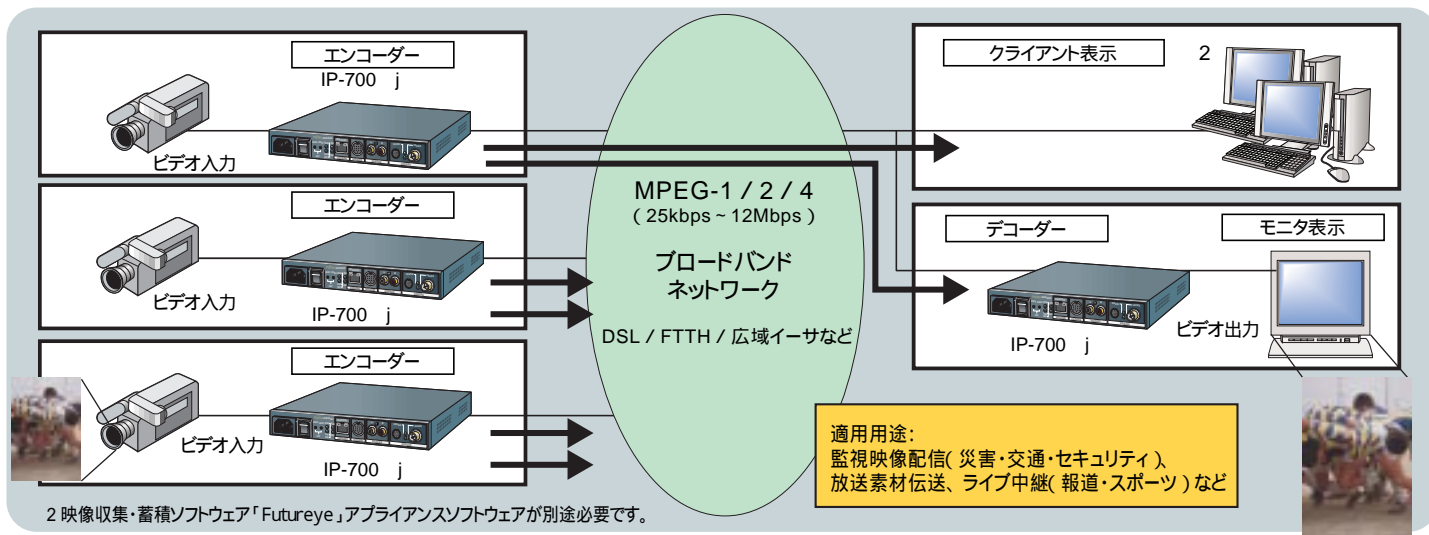 エンコーダー
IP-700 j
ビデオ入力
エンコーダー
ビデオ入力
IP-700 j
エンコーダー
ビデオ入力
IP-700 j
MPEG-1 / 2 / 4
( 25kbps ~ 12Mbps )
ブロードバンド
ネットワーク
DSL / FTTH / 広域イーサなど
クライアント表示 2
デコーダー
モニタ表示
ビデオ出力
IP-700 j
適用用途:
監視映像配信( 災害・交通・セキュリティ)、
放送素材伝送、ライブ中継( 報道・スポーツ ) など
2 映像収集・蓄積ソフトウェア「Futureye」アプライアンスソフトウェアが別途必要です。